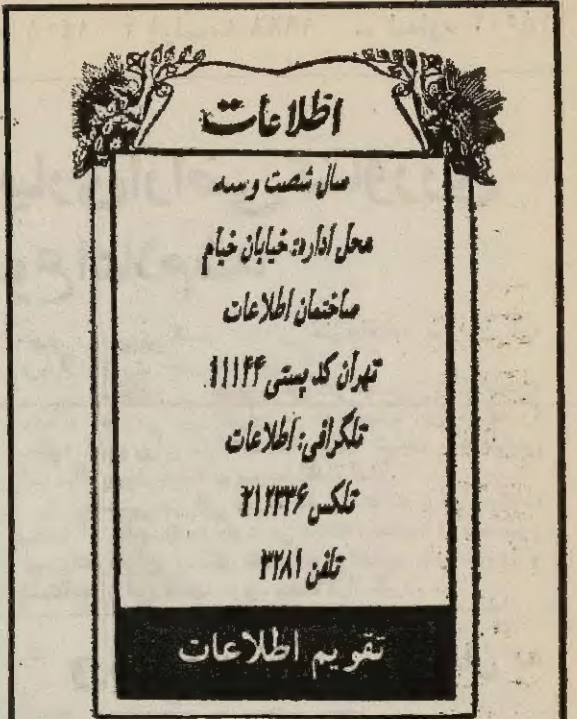 اطلاعات
سال شصت و سه
محل اداره: خیابان خیام
ساختمان اطلاعات
تهران کد پستی ۱۱۱۴۴
تلگرافی: اطلاعات
تلکس ۲۱۲۳۳۶
تلفن ۳۲۸۱
تقویم اطلاعات